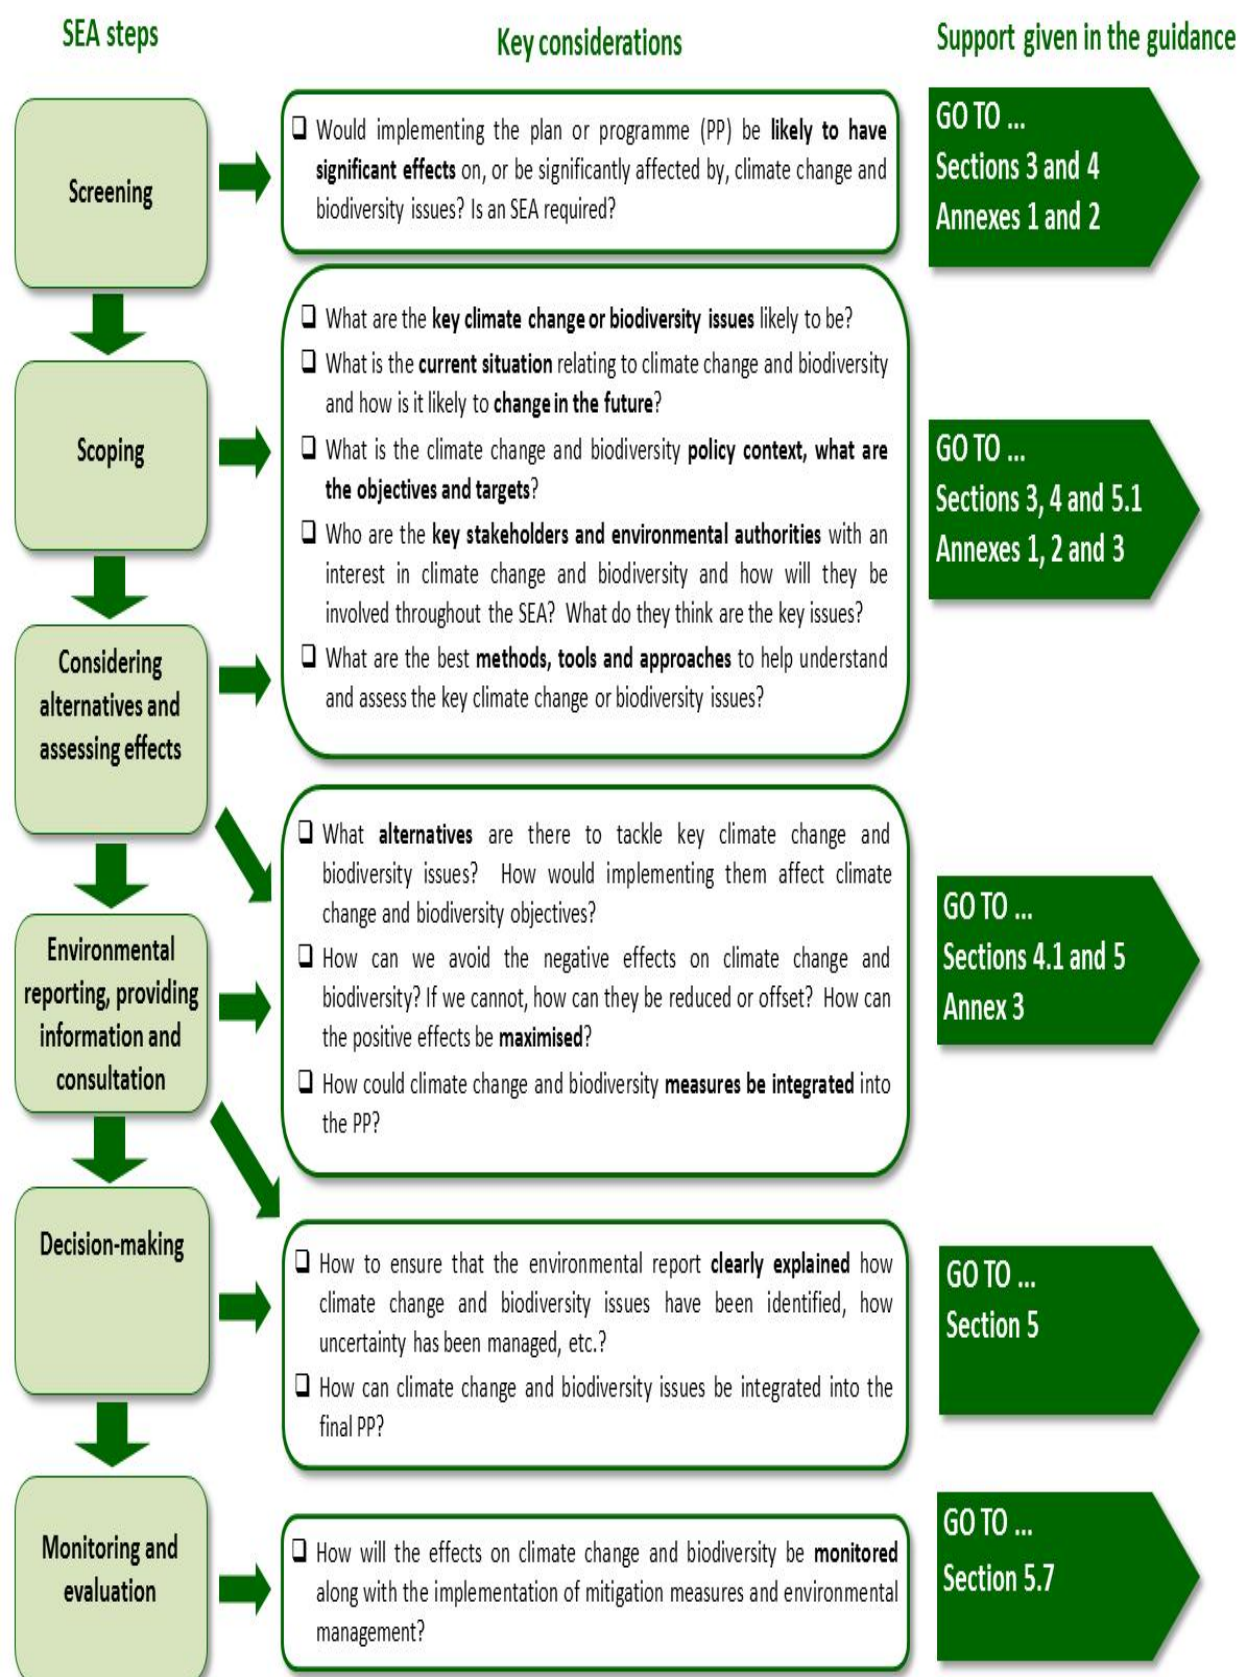 SEA steps
Key considerations
Support given in the guidance
Screening
❑ Would implementing the plan or programme (PP) be likely to have
significant effects on, or be significantly affected by, climate change and
biodiversity issues? Is an SEA required?
GO TO ...
Sections 3 and 4
Annexes 1 and 2
Scoping
❑ What are the key climate change or biodiversity issues likely to be?
❑ What is the current situation relating to climate change and biodiversity
and how is it likely to change in the future?
❑ What is the climate change and biodiversity policy context, what are
the objectives and targets?
❑ Who are the key stakeholders and environmental authorities with an
interest in climate change and biodiversity and how will they be
involved throughout the SEA? What do they think are the key issues?
❑ What are the best methods, tools and approaches to help understand
and assess the key climate change or biodiversity issues?
GO TO ...
Sections 3, 4 and 5.1
Annexes 1, 2 and 3
Considering
alternatives and
assessing effects
❑ What alternatives are there to tackle key climate change and
biodiversity issues? How would implementing them affect climate
change and biodiversity objectives?
❑ How can we avoid the negative effects on climate change and
biodiversity? If we cannot, how can they be reduced or offset? How can
the positive effects be maximised?
❑ How could climate change and biodiversity measures be integrated into
the PP?
GO TO ...
Sections 4.1 and 5
Annex 3
Environmental
reporting, providing
information and
consultation
Decision-making
❑ How to ensure that the environmental report clearly explained how
climate change and biodiversity issues have been identified, how
uncertainty has been managed, etc.?
❑ How can climate change and biodiversity issues be integrated into the
final PP?
GO TO ...
Section 5
Monitoring and
evaluation
❑ How will the effects on climate change and biodiversity be monitored
along with the implementation of mitigation measures and environmental
management?
GO TO ...
Section 5.7